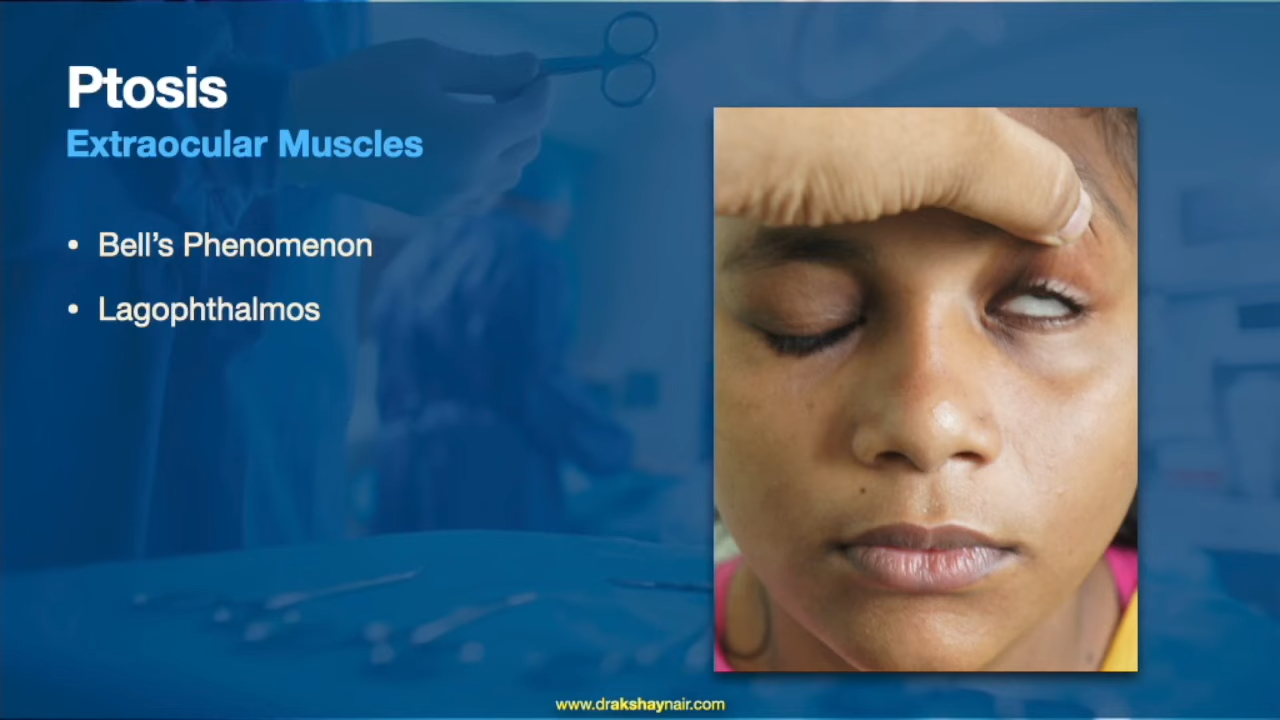 Ptosis
Extraocular Muscles
• Bell’s Phenomenon
• Lagophthalmos
www.drakshaynair.com